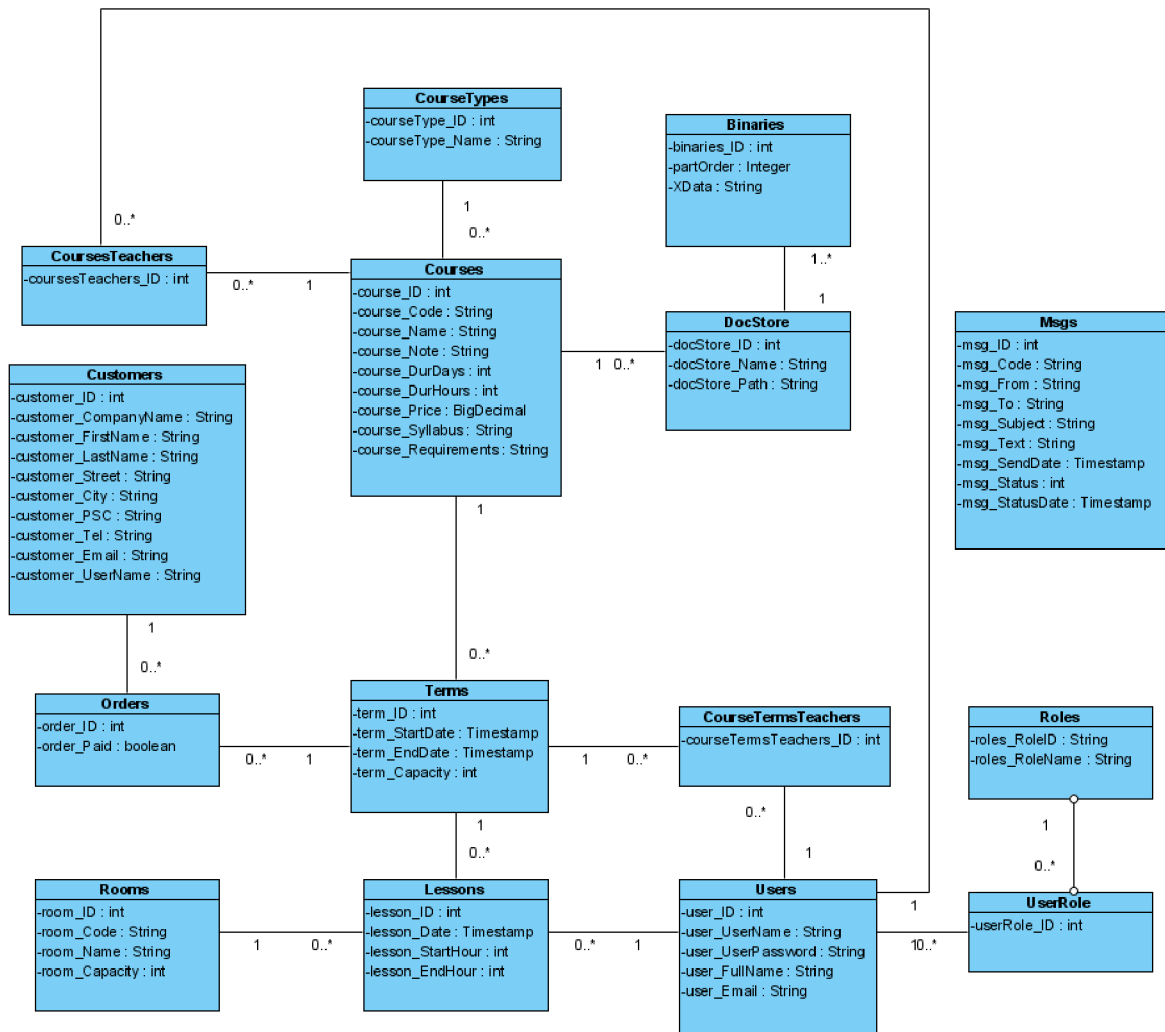 CourseTypes
-courseType_ID : int
-courseType_Name : String
Binaries
-binaries_ID : int
-partOrder : Integer
-XData : String
0..*
1
0..*
CoursesTeachers
-coursesTeachers_ID : int
0..*
1
Courses
-course_ID : int
-course_Code : String
-course_Name : String
-course_Note : String
-course_DurDays : int
-course_DurHours : int
-course_Price : BigDecimal
-course_Syllabus : String
-course_Requirements : String
1..*
1
DocStore
-docStore_ID : int
-docStore_Name : String
-docStore_Path : String
1 0..*
Msgs
-msg_ID : int
-msg_Code : String
-msg_From : String
-msg_To : String
-msg_Subject : String
-msg_Text : String
-msg_SendDate : Timestamp
-msg_Status : int
-msg_StatusDate : Timestamp
Customers
-customer_ID : int
-customer_CompanyName : String
-customer_FirstName : String
-customer_LastName : String
-customer_Street : String
-customer_City : String
-customer_PSC : String
-customer_Tel : String
-customer_Email : String
-customer_UserName : String
1
0..*
1
0..*
Orders
-order_ID : int
-order_Paid : boolean
0..*
1
Terms
-term_ID : int
-term_StartDate : Timestamp
-term_EndDate : Timestamp
-term_Capacity : int
1
0..*
CourseTermsTeachers
-courseTermsTeachers_ID : int
Roles
-roles_RoleID : String
-roles_RoleName : String
1
0..*
0..*
1
1
0..*
Rooms
-room_ID : int
-room_Code : String
-room_Name : String
-room_Capacity : int
1
0..*
Lessons
-lesson_ID : int
-lesson_Date : Timestamp
-lesson_StartHour : int
-lesson_EndHour : int
0..*
1
Users
-user_ID : int
-user_UserName : String
-user_UserPassword : String
-user_FullName : String
-user_Email : String
1
10..*
UserRole
-userRole_ID : int